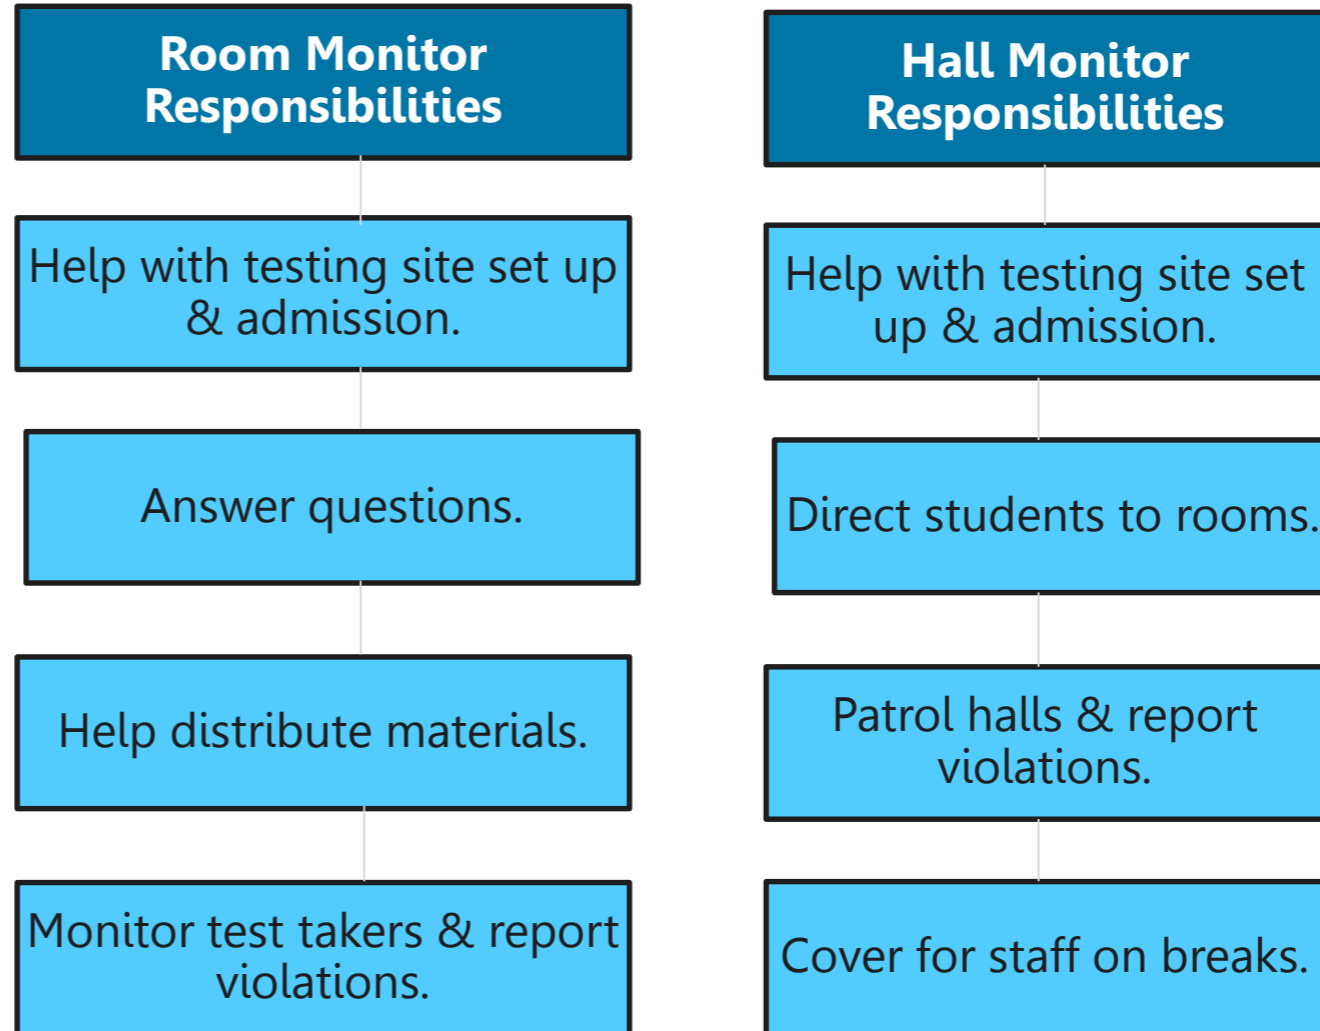 Room Monitor
Responsibilities
Help with testing site set up
& admission.
Answer questions.
Help distribute materials.
Monitor test takers & report
violations.
Hall Monitor
Responsibilities
Help with testing site set
up & admission.
Direct students to rooms.
Patrol halls & report
violations.
Cover for staff on breaks.